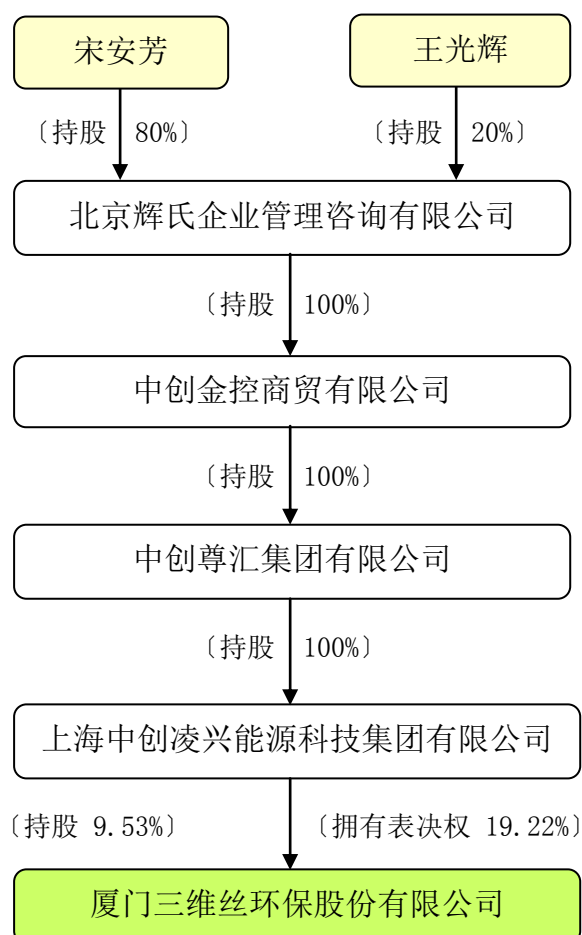 宋安芳 王光辉
〔持股 80%〕 〔持股 20%〕
北京辉氏企业管理咨询有限公司
〔持股 100%〕
中创金控商贸有限公司
〔持股 100%〕
中创尊汇集团有限公司
〔持股 100%〕
上海中创凌兴能源科技集团有限公司
〔持股 9.53%〕 〔拥有表决权 19.22%〕
厦门三维丝环保股份有限公司